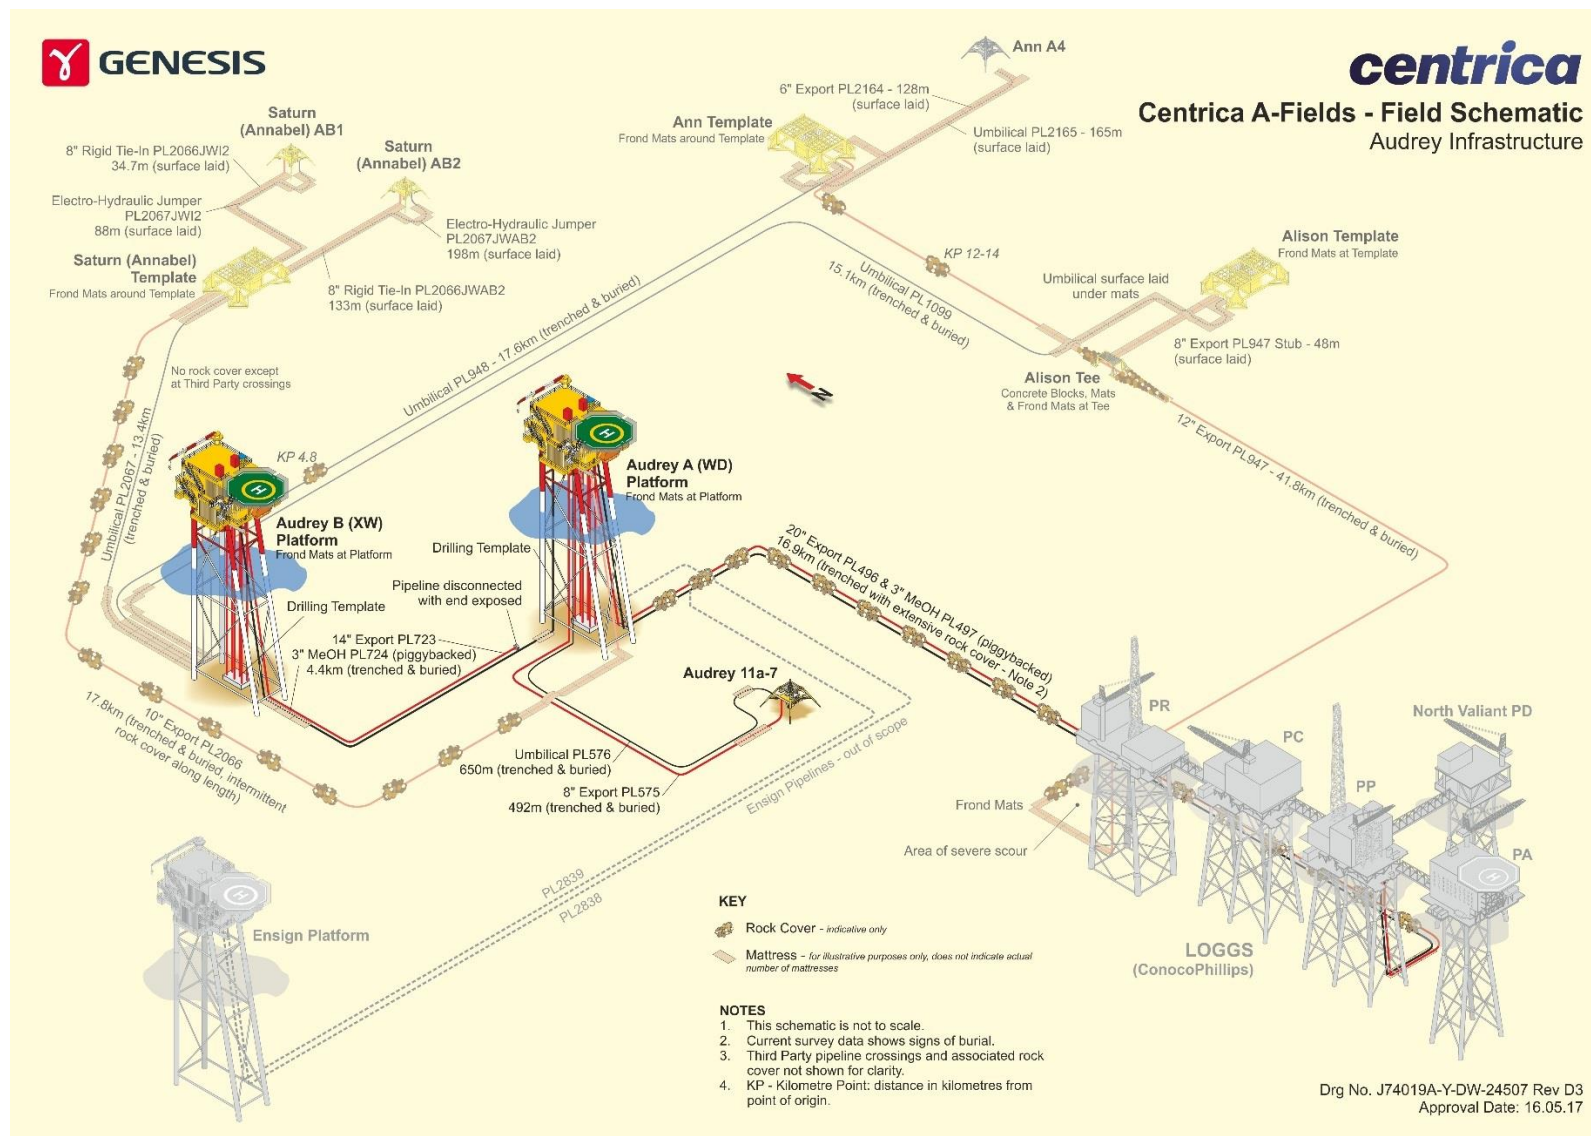 GENESIS
centrica
Centrica A-Fields - Field Schematic
Audrey Infrastructure
Ann A4
6" Export PL2164 - 128m
(surface laid)
Ann Template
Frond Mats around Template
Umbilical PL2165 - 165m
(surface laid)
Saturn
(Annabel) AB1
8" Rigid Tie-In PL2066JWI2
34.7m (surface laid)
Saturn
(Annabel) AB2
Electro-Hydraulic Jumper
PL2067JWI2
88m (surface laid)
Electro-Hydraulic Jumper
PL2067JWAB2
198m (surface laid)
Saturn (Annabel)
Template
Frond Mats around Template
8" Rigid Tie-In PL2066JWAB2
133m (surface laid)
KP 12-14
Alison Template
Frond Mats at Template
Umbilical surface laid
under mats
Umbilical PL1099
15.1km (trenched & buried)
8" Export PL947 Stub - 48m
(surface laid)
Alison Tee
Concrete Blocks, Mats
& Frond Mats at Tee
No rock cover except
at Third Party crossings
Umbilical PL948 - 17.6km (trenched & buried)
N
12" Export PL947 - 41.8km (trenched & buried)
Umbilical PL2067 - 13.4km
(trenched & buried)
KP 4.8
H
H
Audrey A (WD)
Platform
Frond Mats at Platform
Audrey B (XW)
Platform
Frond Mats at Platform
Drilling Template
Pipeline disconnected
with end exposed
Drilling Template
14" Export PL723
3" MeOH PL724 (piggybacked)
4.4km (trenched & buried)
20" Export PL496 & 3" MeOH PL497 (piggybacked)
16.9km (trenched with extensive rock cover - Note 2)
Audrey 11a-7
10" Export PL2066
17.8km (trenched & buried, intermittent
rock cover along length)
Umbilical PL576
650m (trenched & buried)
8" Export PL575
492m (trenched & buried)
Ensign Pipelines - out of scope
PR
PC
North Valiant PD
PP
PA
H
Frond Mats
Area of severe scour
LOGGS
(ConocoPhillips)
PL2839
PL2838
H
Ensign Platform
KEY
Rock Cover - indicative only
Mattress - for illustrative purposes only, does not indicate actual
number of mattresses
NOTES
1. This schematic is not to scale.
2. Current survey data shows signs of burial.
3. Third Party pipeline crossings and associated rock
cover not shown for clarity.
4. KP - Kilometre Point: distance in kilometres from
point of origin.
Drg No. J74019A-Y-DW-24507 Rev D3
Approval Date: 16.05.17